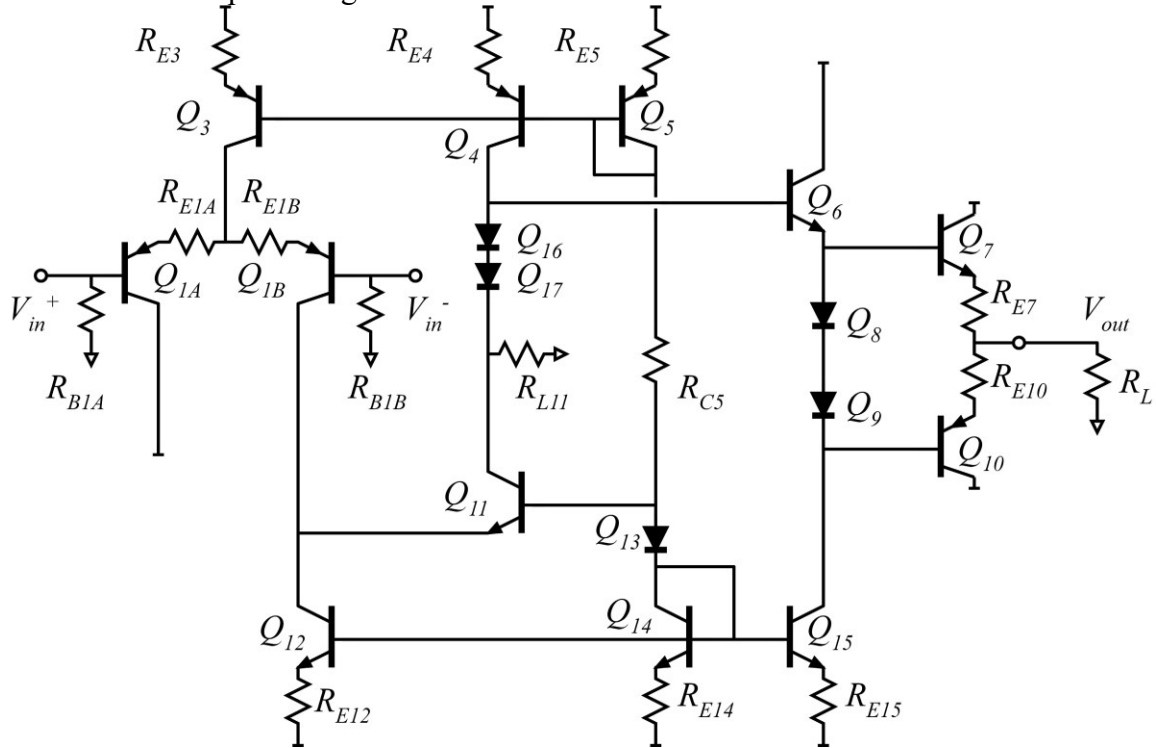 R_E3
R_E4
R_E5
Q_3
Q_4
Q_5
R_E1A R_E1B
Q_6
Q_7
Q_16
Q_17
Q_1A Q_1B
V_in^+
V_in^-
R_E7
V_out
Q_8
R_B1A
R_B1B
R_L11
R_C5
R_E10
R_L
Q_9
Q_10
Q_11
Q_13
Q_12
Q_14
Q_15
R_E12
R_E14
R_E15